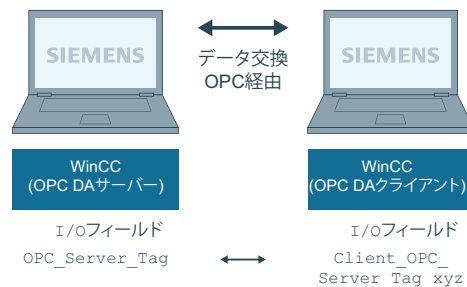 SIEMENS
データ交換
OPC経由
SIEMENS
WinCC
(OPC DAサーバー)
WinCC
(OPC DAクライアント)
I/Oフィールド
OPC_Server_Tag
I/Oフィールド
Client_OPC_
Server Tag xyz